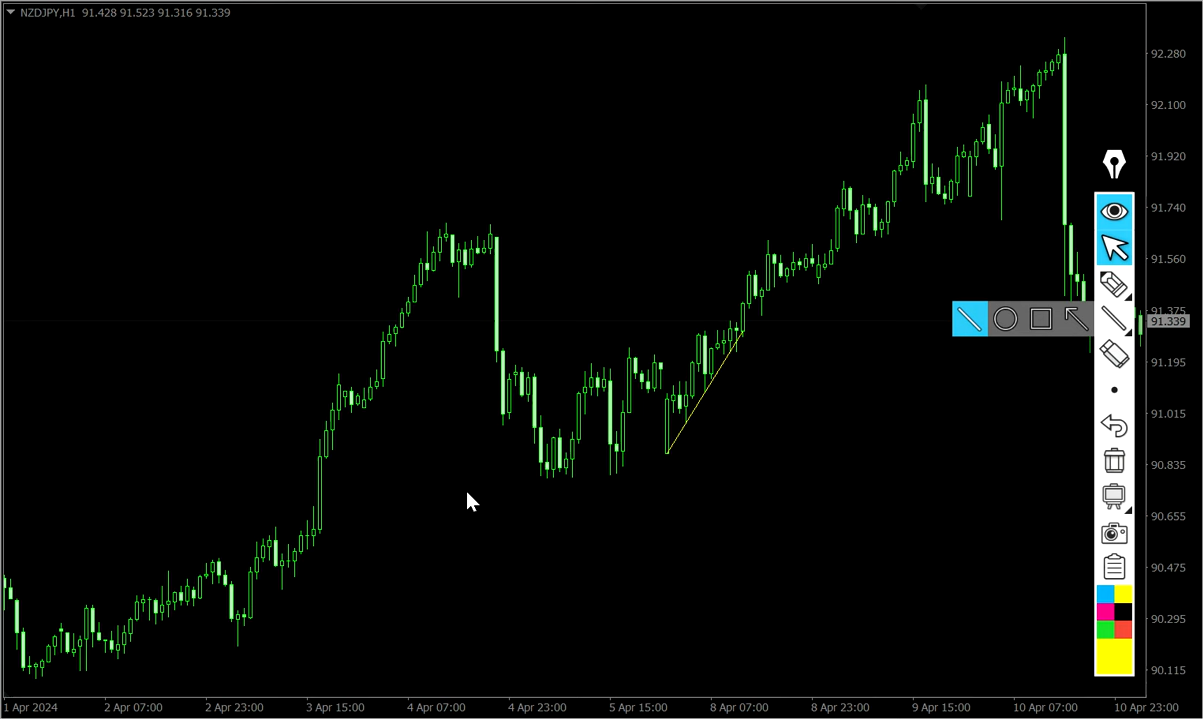 NZDJPY,H1 91.428 91.523 91.316 91.339
92.280
92.100
91.920
91.740
91.560
91.375
91.339
91.195
91.015
90.835
90.655
90.475
90.295
90.115
1 Apr 2024
2 Apr 07:00
2 Apr 23:00
3 Apr 15:00
4 Apr 07:00
4 Apr 23:00
5 Apr 15:00
8 Apr 07:00
8 Apr 23:00
9 Apr 15:00
10 Apr 07:00
10 Apr 23:00